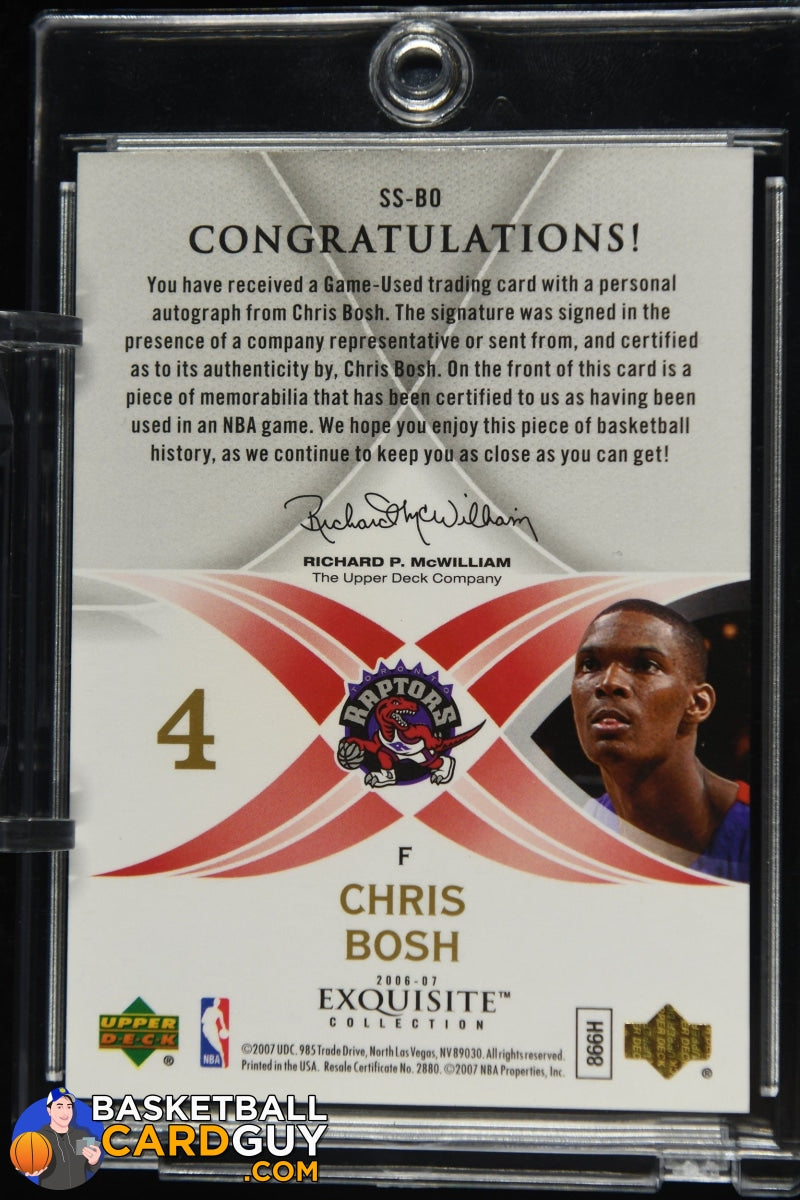 SS-BO
CONGRATULATIONS!
You have received a Game-Used trading card with a personal
autograph from Chris Bosh. The signature was signed in the
presence of a company representative or sent from, and certified
as to its authenticity by, Chris Bosh. On the front of this card is a
piece of memorabilia that has been certified to us as having been
used in an NBA game. We hope you enjoy this piece of basketball
history, as we continue to keep you as close as you can get!
Richard McWilliam
RICHARD P. McWILLIAM
The Upper Deck Company
4
TORONTO
RAPTORS
F
CHRIS
BOSH
2006-07
EXQUISITE™
COLLECTION
UPPER
DECK
®
NBA
©2007 UDC. 985 Trade Drive, North Las Vegas, NV 89030. All rights reserved.
Printed in the USA. Resale Certificate No. 2880. ©2007 NBA Properties, Inc.
H998
®
BASKETBALL
CARDGUY
.COM